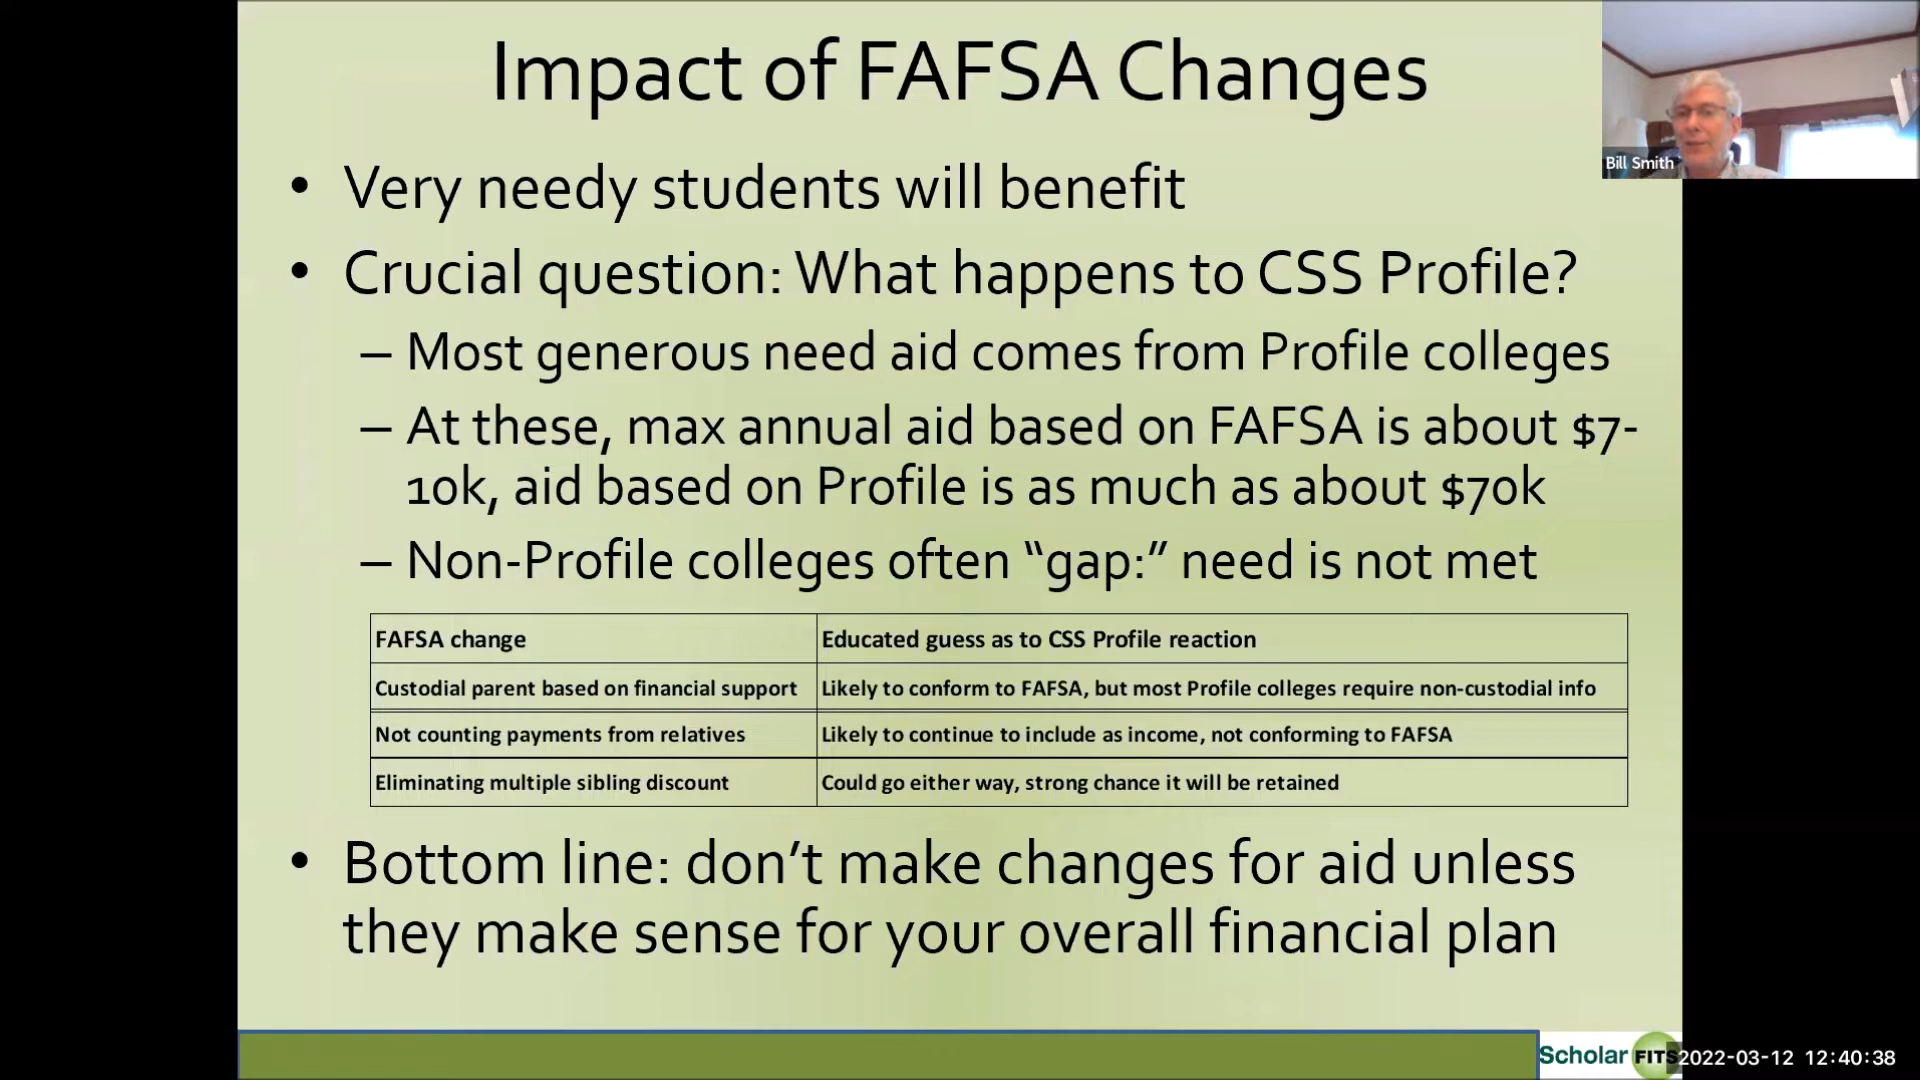 Impact of FAFSA Changes
Bill Smith
• Very needy students will benefit
• Crucial question: What happens to CSS Profile?
– Most generous need aid comes from Profile colleges
– At these, max annual aid based on FAFSA is about $7-
10k, aid based on Profile is as much as about $70k
– Non-Profile colleges often “gap:” need is not met
FAFSA change Educated guess as to CSS Profile reaction
Custodial parent based on financial support Likely to conform to FAFSA, but most Profile colleges require non-custodial info
Not counting payments from relatives Likely to continue to include as income, not conforming to FAFSA
Eliminating multiple sibling discount Could go either way, strong chance it will be retained
• Bottom line: don’t make changes for aid unless
they make sense for your overall financial plan
Scholar FITS 2022-03-12 12:40:38